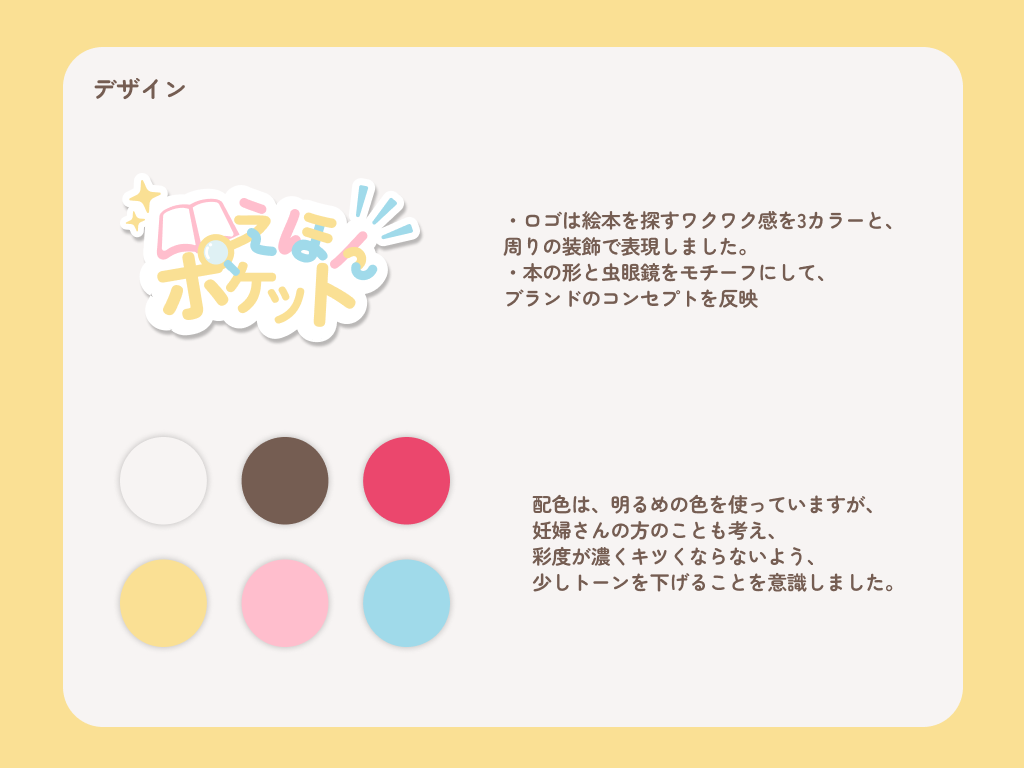 デザイン
えほん
ポケット
・ロゴは絵本を探すワクワク感を3カラーと、
周りの装飾で表現しました。
・本の形と虫眼鏡をモチーフにして、
ブランドのコンセプトを反映
配色は、明るめの色を使っていますが、
妊婦さんの方のことも考え、
彩度が濃くキツくならないよう、
少しトーンを下げることを意識しました。